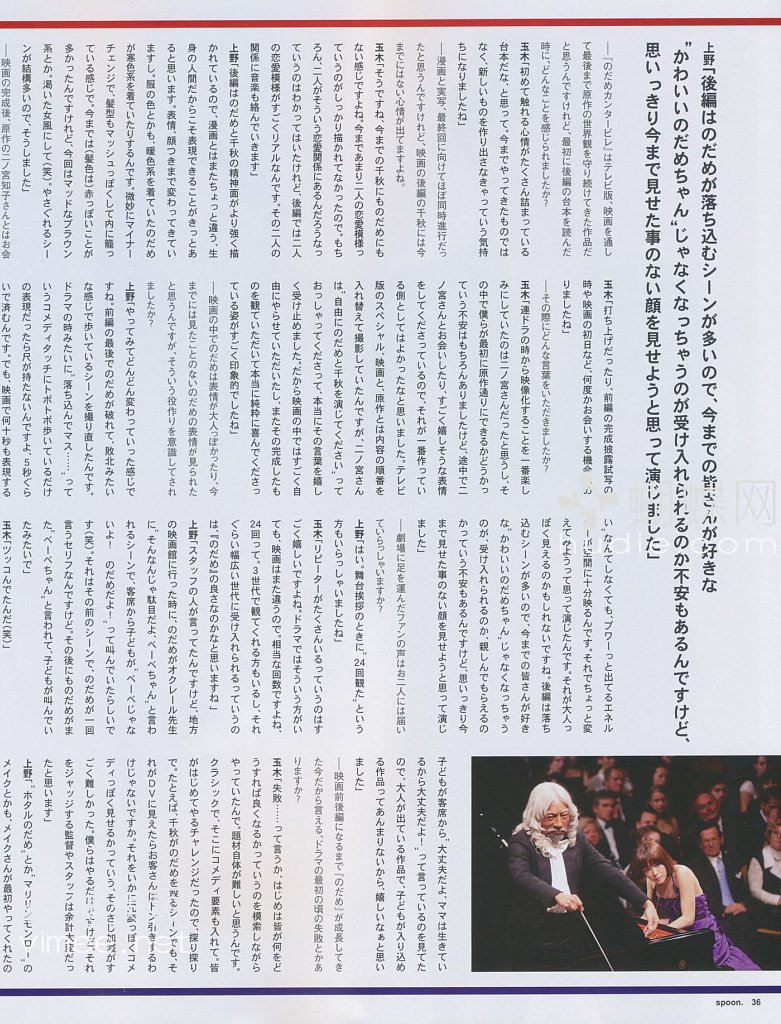 上野「後編はのだめが落ち込むシーンが多いので、今までの皆さんが好きな
“かわいいのだめちゃん”じゃなくなっちゃうのが受け入れられるのか不安もあるんですけど、
思いっきり今まで見せた事のない顔を見せようと思って演じました」
――『のだめカンタービレ』はテレビ版、映画を通し
て最後まで原作の世界観を守り続けてきた作品だ
と思うんですけれど、最初に後編の台本を読んだ
時に、どんなことを感じられましたか?
玉木「初めて触れる心情がたくさん詰まっている
台本だな、と思って。今までやってきたものでは
なく、新しいものを作り出さなきゃっていう気持
ちになりましたね」
――漫画と実写、最終回に向けてほぼ同時進行だっ
たと思うんですけれど、映画の後編の千秋には今
までにはない心情が出てますよね。
玉木「そうですね、今までの千秋にものだめにも
ない感じですよね。今まであまり二人の恋愛模様っ
ていうのがしっかり描かれてなかったので。もち
ろん、二人がそういう恋愛関係にあるんだろうなっ
ていうのはわかってはいたけれど、後編では二人
の恋愛模様がすごくリアルなんです。その二人の
関係に音楽も絡んでいきます」
上野「後編はのだめと千秋の精神面がより強く描
かれているので、漫画とはまたちょっと違う、生
身の人間だからこそ表現できることがきっとあ
ると思います。表情、顔つきまで変わってきてい
ますし。服の色とかも、暖色系を着ていたのだめ
が寒色系を着ていたりするんです。微妙にマイナー
チェンジで、髪型もマッシュっぽくして内に籠っ
ている感じで。今までは(髪色は)赤っぽいことが
多かったんですけれど、今回はマッドなブラウン
系とか。渇いた女風にして(笑)。やさぐれるシー
ンが結構多いので、そうしました」
――映画の完成後、原作の二ノ宮知子さんとはお会
玉木「打ち上げだったり、前編の完成披露試写の
時や映画の初日など、何度かお会いする機会あ
りましたね」
――その際にどんな言葉をいただきましたか?
玉木「連ドラの時から映像化することを一番楽し
みにしていたのは二ノ宮さんだったと思うし、そ
の中で僕らが最初に原作通りにできるかどうかっ
ていう不安はもちろんありましたけど、途中で二
ノ宮さんとお会いしたり、すごく嬉しそうな表情
をしてくださっているので、それが一番作ってい
る側としてはよかったなと思いました。テレビ
版のスペシャル、映画と、原作とは内容の順番を
入れ替えて撮影していたんですが、二ノ宮さん
は“自由にのだめと千秋を演じてください”って
おっしゃってくださって、本当にその言葉を嬉し
く受け止めました。だから映画の中ではすごく自
由にやらせていただいたし、またその完成したも
のを観ていただいて本当に純粋に喜んでくださっ
ている姿がすごく印象的でしたね」
――映画の中でのだめは表情が大人っぽかったり、今
までには見たことのないのだめの表情が見られた
と思うんですが、そういう役作りを意識してされ
ましたか?
上野「やってみてどんどん変わっていった感じで
すね。前編の最後でのだめが破れて、敗北みたい
な感じで歩いているシーンを撮り直したんです。
ドラマの時みたいに。落ち込んでマス……、って
いうコメディタッチにトボトボ歩いているだけ
の表現だったら尺が持たないんですよ、5秒ぐら
いで済むんです。でも、映画で何十秒も表現する
い。なんてしなくても、ブワーっと出てるエネル
が空間に十分映るんです。それでちょっと変
えてみようって思って演じたんです。それが大人っ
ぽく見えるのかもしれないですね。後編は落ち
込むシーンが多いので、今までの皆さんが好き
な、“かわいいのだめちゃん”じゃなくなっちゃう
のが、受け入れられるのか、親しんでもらえるの
かっていう不安もあるんですけど、思いっきり今
まで見せた事のない顔を見せようと思って演じ
ました」
――劇場に足を運んだファンの声はお二人には届い
ていらっしゃいますか?
上野「はい。舞台挨拶のときに、“24回観た”という
方もいらっしゃいましたね」
玉木「リピーターがたくさんいるっていうのはす
ごく嬉しいですよね。ドラマではそういう方がい
ても、映画はまた違うので、相当な回数ですよね、
24回って。3世代で観てくれる方もいるし、それ
ぐらい幅広い世代に受け入れられるっていうの
は、『のだめ』の良さなのかなと思いますね」
上野「スタッフの人が言ってたんですけど、地方
の映画館に行った時に、のだめがオクレール先生
に“そんなんじゃ駄目だよ、べーべちゃん”と言わ
れるシーンで、客席から子どもが、“べーべじゃな
いよ!　のだめだよ!”って叫んでいたらしいで
す(笑)。それはその前のシーンで、のだめが一回
言うセリフなんですけど。その後にものだめがま
た“べーべちゃん”と言われて、子どもが叫んでい
たみたいで」
玉木「ツッコんでたんだ(笑)」
子どもが客席から“大丈夫だよ、ママは生きてい
るから大丈夫だよ!”って言っているのを見てた
ので、大人が出ている作品で、子どもが入り込め
る作品ってあんまりないから、嬉しいなぁと思い
ました」
――映画前後編になるまで『のだめ』が成長してき
た今だから言える、ドラマの最初の頃の失敗とかあ
りますか?
玉木「失敗……って言うか、はじめは皆が何をど
うすれば良くなるかっていうのを模索しながら
やっていたんで。題材自体が難しいと思うんです。
クラシックで、そこにコメディ要素も入れて。皆
がはじめてやるチャレンジだったので、探り探り
で。たとえば、千秋がのだめを殴るシーンでも、そ
れがDVに見えたらお客さんはドン引きするわ
けじゃないですか。それをいかに漫画っぽくコメ
ディっぽく見せるかっていう、そのさじ加減がす
ごく難しかった。僕らはやるだけだけど、それ
をジャッジする監督やスタッフは余計大変だっ
たと思います」
上野「“ホタルのだめ”とか“マリリンモンロー”の
メイクとかも、メイクさんが最初やってくれたの
spoon. 36